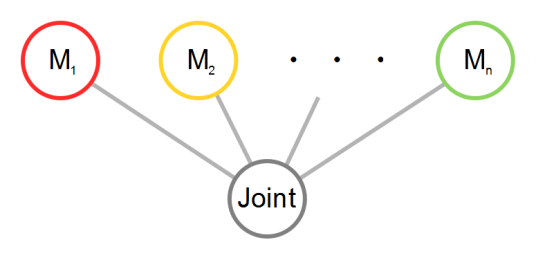 M₁ M₂ . . . Mₙ
Joint